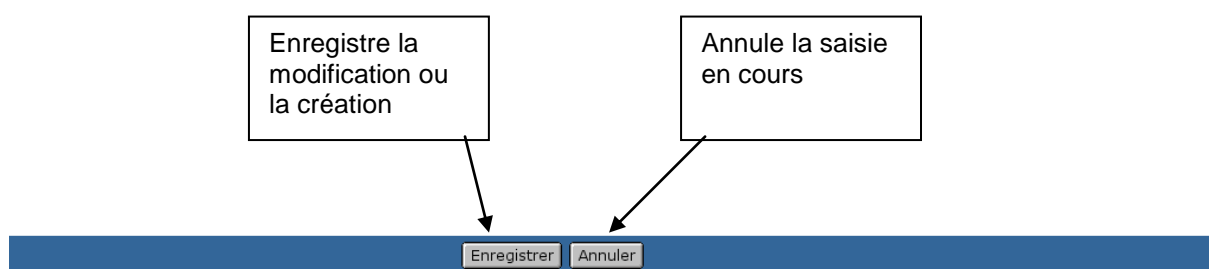 Enregistre la
modification ou
la création
Annule la saisie
en cours
Enregistrer
Annuler